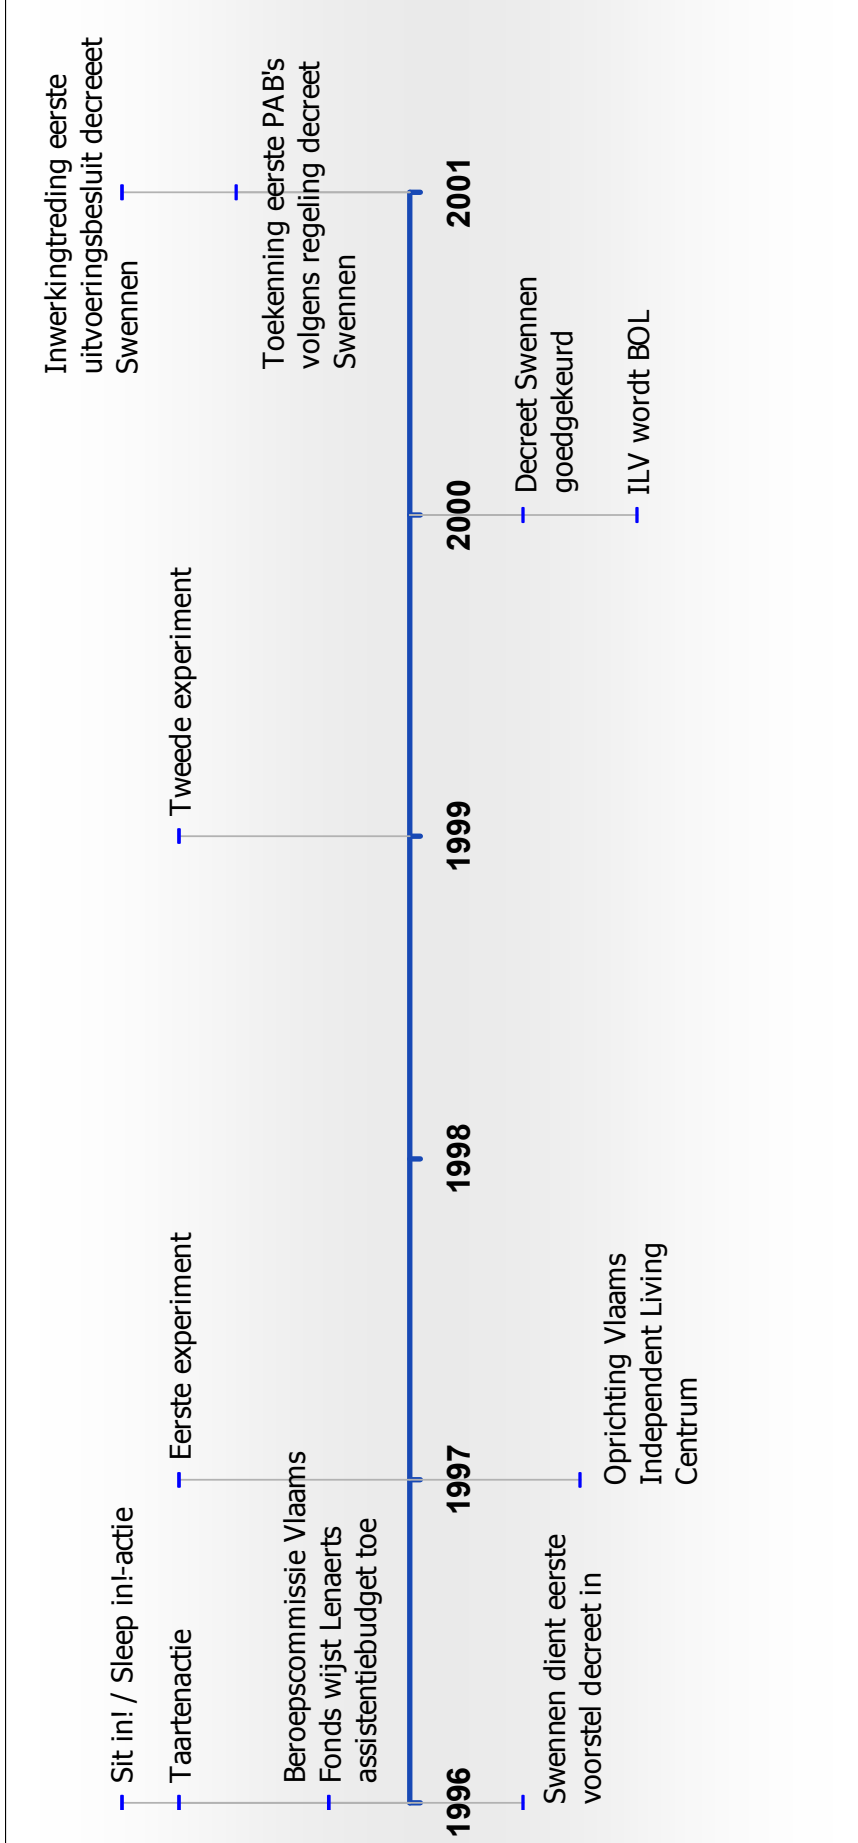 Sit in! / Sleep in!-actie
Taartenactie
Beroepscommissie Vlaams
Fonds wijst Lenaerts
assistentiebudget toe
1996
Swennen dient eerste
voorstel decreet in
Eerste experiment
1997
Oprichting Vlaams
Independent Living
Centrum
1998
Tweede experiment
1999
2000
Decreet Swennen
goedgekeurd
ILV wordt BOL
Inwerkingtreding eerste
uitvoeringsbesluit decreeet
Swennen
Toekenning eerste PAB's
volgens regeling decreet
Swennen
2001